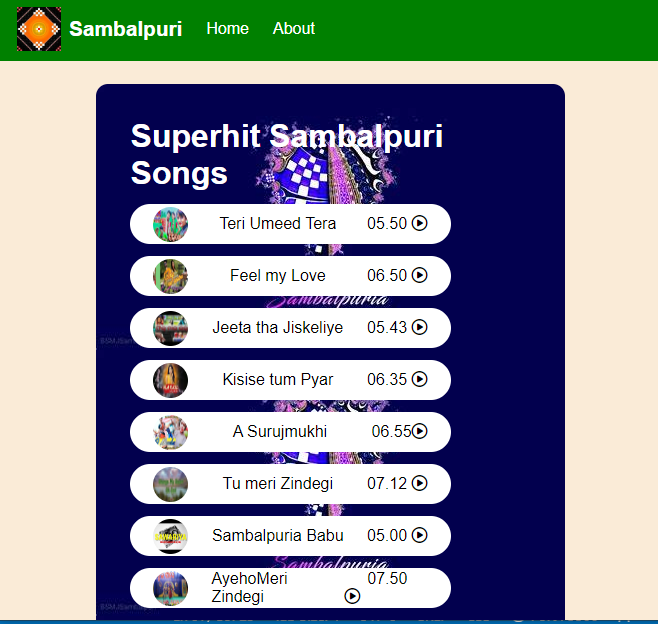 Sambalpuri Home About
Superhit Sambalpuri
Songs
Teri Umeed Tera 05.50
Feel my Love 06.50
Sambalpuria
Jeeta tha Jiskeliye 05.43
Kisise tum Pyar 06.35
A Surujmukhi 06.55
Tu meri Zindegi 07.12
Sambalpuria Babu 05.00
Sambalpuria
AyehoMeri 07.50
Zindegi